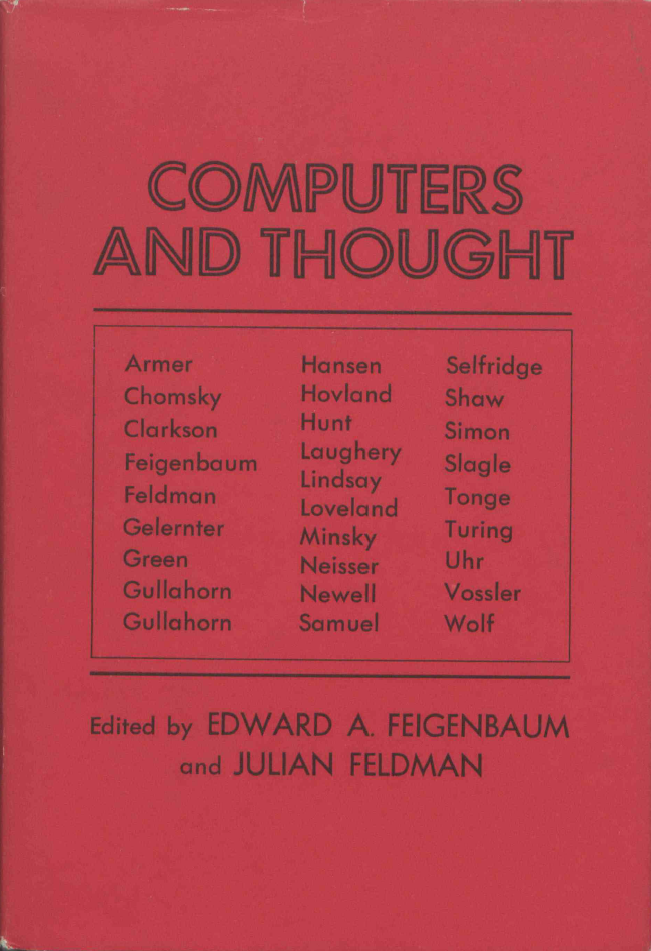 COMPUTERS
AND THOUGHT
Armer
Chomsky
Clarkson
Feigenbaum
Feldman
Gelernter
Green
Gullahorn
Gullahorn
Hansen
Hovland
Hunt
Laughery
Lindsay
Loveland
Minsky
Neisser
Newell
Samuel
Selfridge
Shaw
Simon
Slagle
Tonge
Turing
Uhr
Vossler
Wolf
Edited by EDWARD A. FEIGENBAUM
and JULIAN FELDMAN